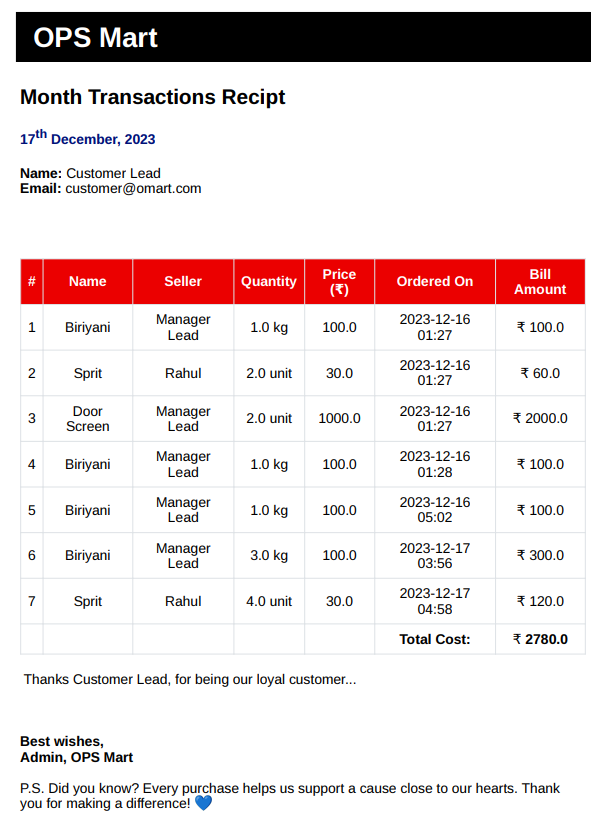 OPS Mart
Month Transactions Recipt
17th December, 2023
Name: Customer Lead
Email: customer@omart.com
# Name Seller Quantity Price (₹) Ordered On Bill Amount
1 Biriyani Manager Lead 1.0 kg 100.0 2023-12-16 01:27 ₹ 100.0
2 Sprit Rahul 2.0 unit 30.0 2023-12-16 01:27 ₹ 60.0
3 Door Screen Manager Lead 2.0 unit 1000.0 2023-12-16 01:27 ₹ 2000.0
4 Biriyani Manager Lead 1.0 kg 100.0 2023-12-16 01:28 ₹ 100.0
5 Biriyani Manager Lead 1.0 kg 100.0 2023-12-16 05:02 ₹ 100.0
6 Biriyani Manager Lead 3.0 kg 100.0 2023-12-17 03:56 ₹ 300.0
7 Sprit Rahul 4.0 unit 30.0 2023-12-17 04:58 ₹ 120.0
Total Cost: ₹ 2780.0
Thanks Customer Lead, for being our loyal customer...
Best wishes,
Admin, OPS Mart
P.S. Did you know? Every purchase helps us support a cause close to our hearts. Thank
you for making a difference! 💙